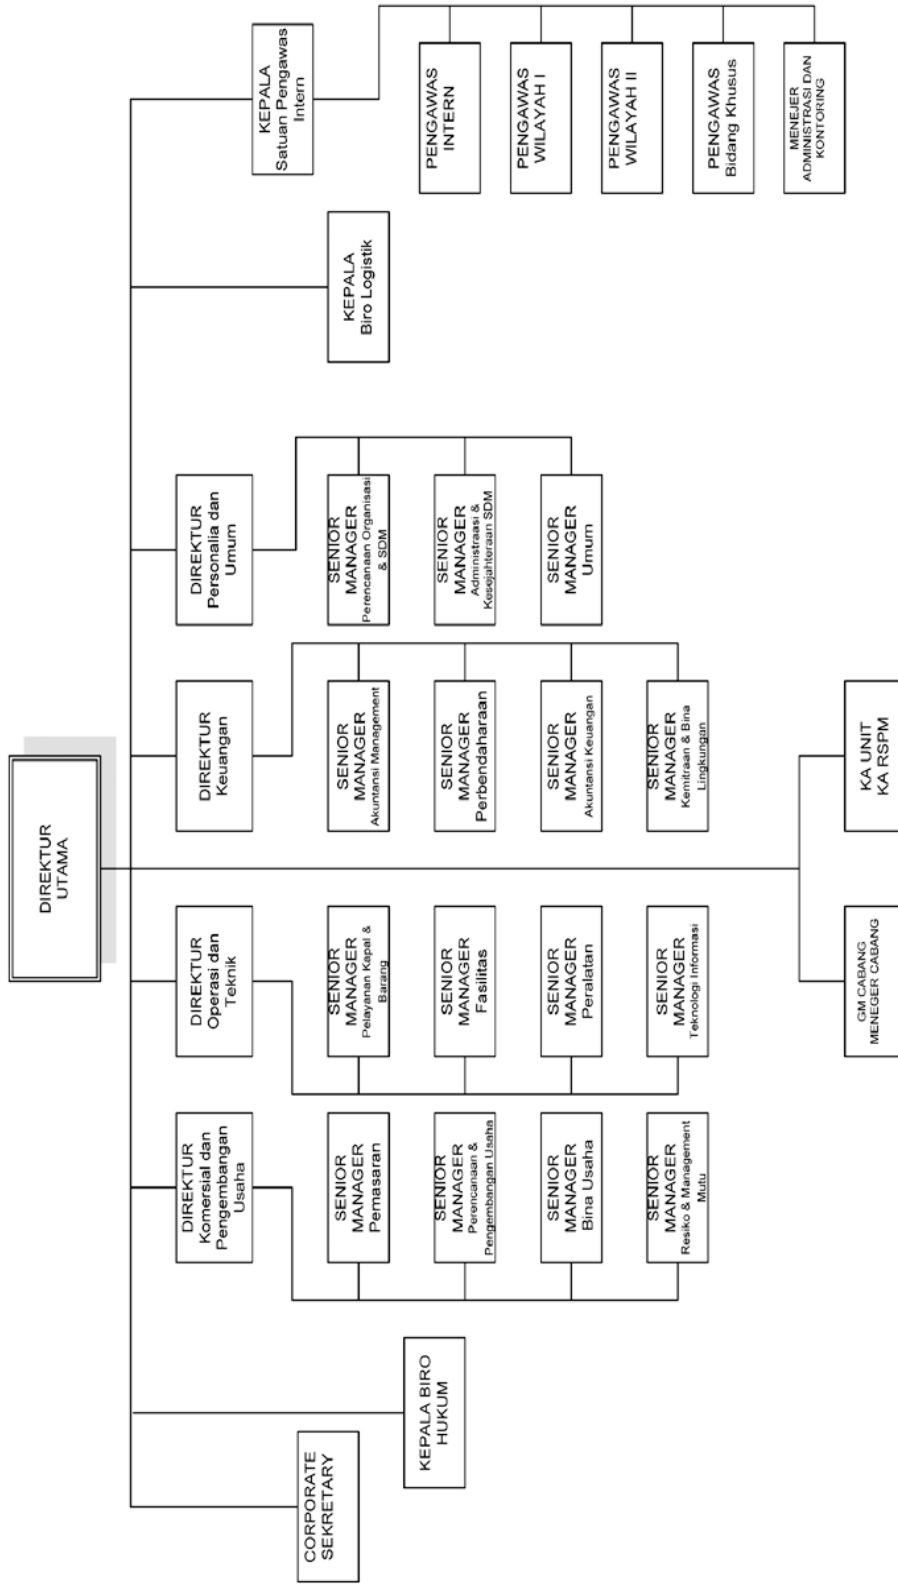 DIREKTUR
UTAMA
CORPORATE
SEKRETARY
KEPALA BIRO
HUKUM
DIREKTUR
Komersial dan
Pengembangan
Usaha
SENIOR
MANAGER
Pemasaran
SENIOR
MANAGER
Perencanaan &
Pengembangan Usaha
SENIOR
MANAGER
Bina Usaha
SENIOR
MANAGER
Resiko & Management
Mutu
DIREKTUR
Operasi dan
Teknik
SENIOR
MANAGER
Pelayanan Kapal &
Barang
SENIOR
MANAGER
Fasilitas
SENIOR
MANAGER
Peralatan
SENIOR
MANAGER
Teknologi Informasi
DIREKTUR
Keuangan
SENIOR
MANAGER
Akuntansi Management
SENIOR
MANAGER
Perbendaharaan
SENIOR
MANAGER
Akuntansi Keuangan
SENIOR
MANAGER
Kemitraan & Bina
Lingkungan
DIREKTUR
Personalia dan
Umum
SENIOR
MANAGER
Perencanaan Organisasi
& SDM
SENIOR
MANAGER
Administraasi &
Kesejahteraan SDM
SENIOR
MANAGER
Umum
KEPALA
Biro Logistik
KEPALA
Satuan Pengawas
Intern
PENGAWAS
INTERN
PENGAWAS
WILAYAH I
PENGAWAS
WILAYAH II
PENGAWAS
Bidang Khusus
MENEJER
ADMINISTRASI DAN
KONTORING
GM CABANG
MENEGER CABANG
KA UNIT
KA RSPM